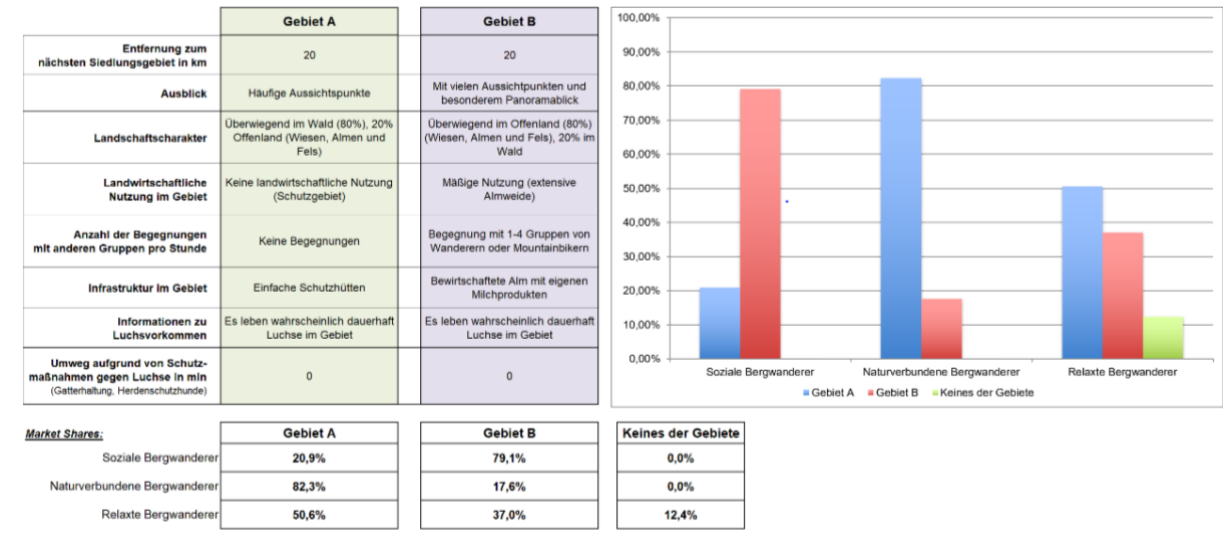 Gebiet A Gebiet B
Entfernung zum
nächsten Siedlungsgebiet in km
20 20
Ausblick
Häufige Aussichtspunkte
Mit vielen Aussichtpunkten und
besonderem Panoramablick
Landschaftscharakter
Überwiegend im Wald (80%), 20%
Offenland (Wiesen, Almen und
Fels)
Überwiegend im Offenland (80%)
(Wiesen, Almen und Fels), 20% im
Wald
Landwirtschaftliche
Nutzung im Gebiet
Keine landwirtschaftliche Nutzung
(Schutzgebiet)
Mäßige Nutzung (extensive
Almweide)
Anzahl der Begegnungen
mit anderen Gruppen pro Stunde
Keine Begegnungen
Begegnung mit 1-4 Gruppen von
Wanderern oder Mountainbikern
Infrastruktur im Gebiet
Einfache Schutzhütten
Bewirtschaftete Alm mit eigenen
Milchprodukten
Informationen zu
Luchsvorkommen
Es leben wahrscheinlich dauerhaft
Luchse im Gebiet
Es leben wahrscheinlich dauerhaft
Luchse im Gebiet
Umweg aufgrund von Schutz-
maßnahmen gegen Luchse in min
(Gatterhaltung, Herdenschutzhunde)
0 0
100,00%
90,00%
80,00%
70,00%
60,00%
50,00%
40,00%
30,00%
20,00%
10,00%
0,00%
Soziale Bergwanderer Naturverbundene Bergwanderer Relaxte Bergwanderer
Gebiet A Gebiet B Keines der Gebiete
Market Shares: Gebiet A Gebiet B Keines der Gebiete
Soziale Bergwanderer 20,9% 79,1% 0,0%
Naturverbundene Bergwanderer 82,3% 17,6% 0,0%
Relaxte Bergwanderer 50,6% 37,0% 12,4%